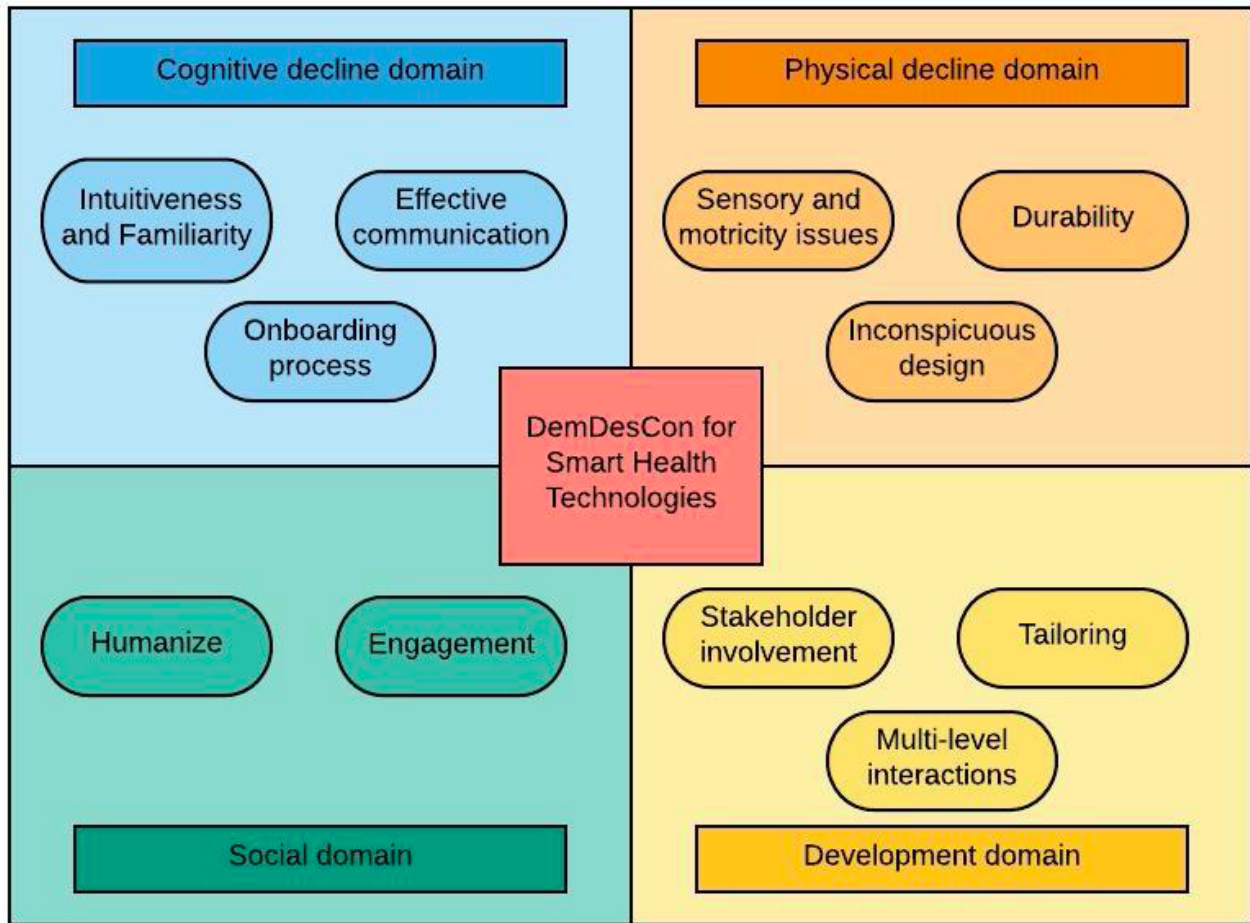 Cognitive decline domain
Intuitiveness
and Familiarity
Effective
communication
Onboarding
process
Physical decline domain
Sensory and
motricity issues
Durability
Inconspicuous
design
DemDesCon for
Smart Health
Technologies
Humanize
Engagement
Social domain
Stakeholder
involvement
Tailoring
Multi-level
interactions
Development domain